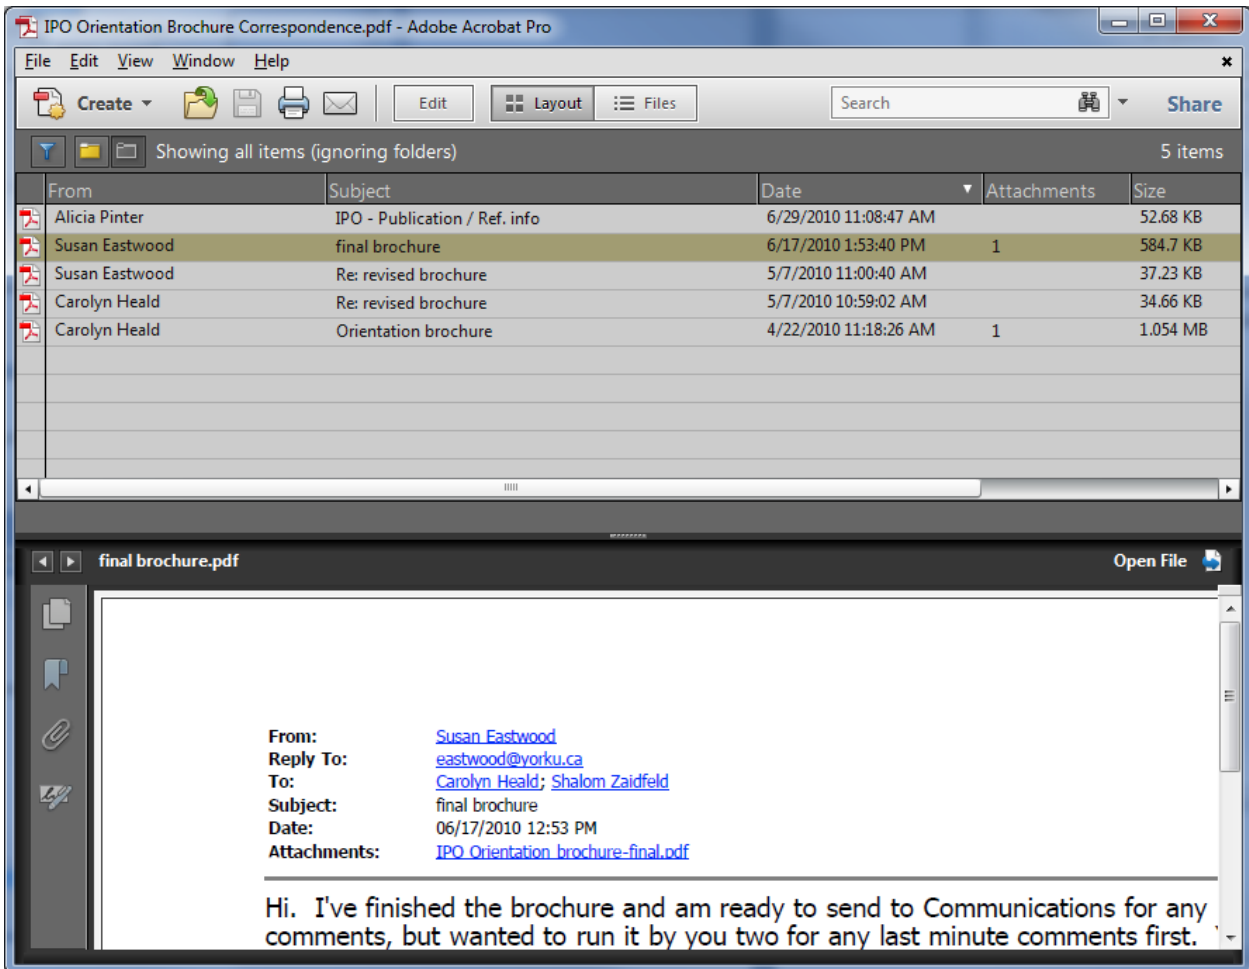 IPO Orientation Brochure Correspondence.pdf - Adobe Acrobat Pro
File Edit View Window Help
Create Edit Layout Files Search Share
Showing all items (ignoring folders) 5 items
From Subject Date Attachments Size
Alicia Pinter IPO - Publication / Ref. info 6/29/2010 11:08:47 AM 52.68 KB
Susan Eastwood final brochure 6/17/2010 1:53:40 PM 1 584.7 KB
Susan Eastwood Re: revised brochure 5/7/2010 11:00:40 AM 37.23 KB
Carolyn Heald Re: revised brochure 5/7/2010 10:59:02 AM 34.66 KB
Carolyn Heald Orientation brochure 4/22/2010 11:18:26 AM 1 1.054 MB
final brochure.pdf Open File
From: Susan Eastwood
Reply To: eastwood@yorku.ca
To: Carolyn Heald; Shalom Zaidfeld
Subject: final brochure
Date: 06/17/2010 12:53 PM
Attachments: IPO Orientation brochure-final.pdf
Hi. I've finished the brochure and am ready to send to Communications for any
comments, but wanted to run it by you two for any last minute comments first.